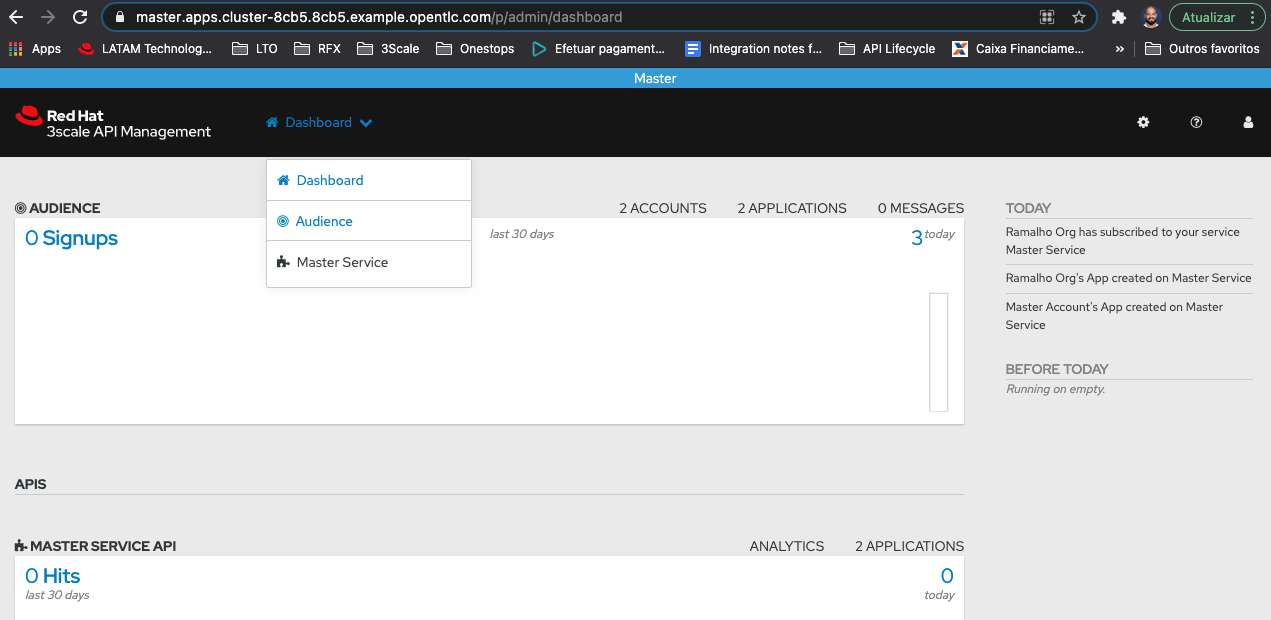 master.apps.cluster-8cb5.8cb5.example.opentlc.com/p/admin/dashboard
Atualizar
Apps
LATAM Technolog...
LTO
RFX
3Scale
Onestops
Efetuar pagament...
Integration notes f...
API Lifecycle
Caixa Financiame...
»
Outros favoritos
Master
Red Hat
3scale API Management
Dashboard
Dashboard
Audience
Master Service
AUDIENCE
2 ACCOUNTS
2 APPLICATIONS
0 MESSAGES
0 Signups
last 30 days
3 today
TODAY
Ramalho Org has subscribed to your service
Master Service
Ramalho Org's App created on Master Service
Master Account's App created on Master
Service
BEFORE TODAY
Running on empty.
APIS
MASTER SERVICE API
ANALYTICS
2 APPLICATIONS
0 Hits
last 30 days
0
today